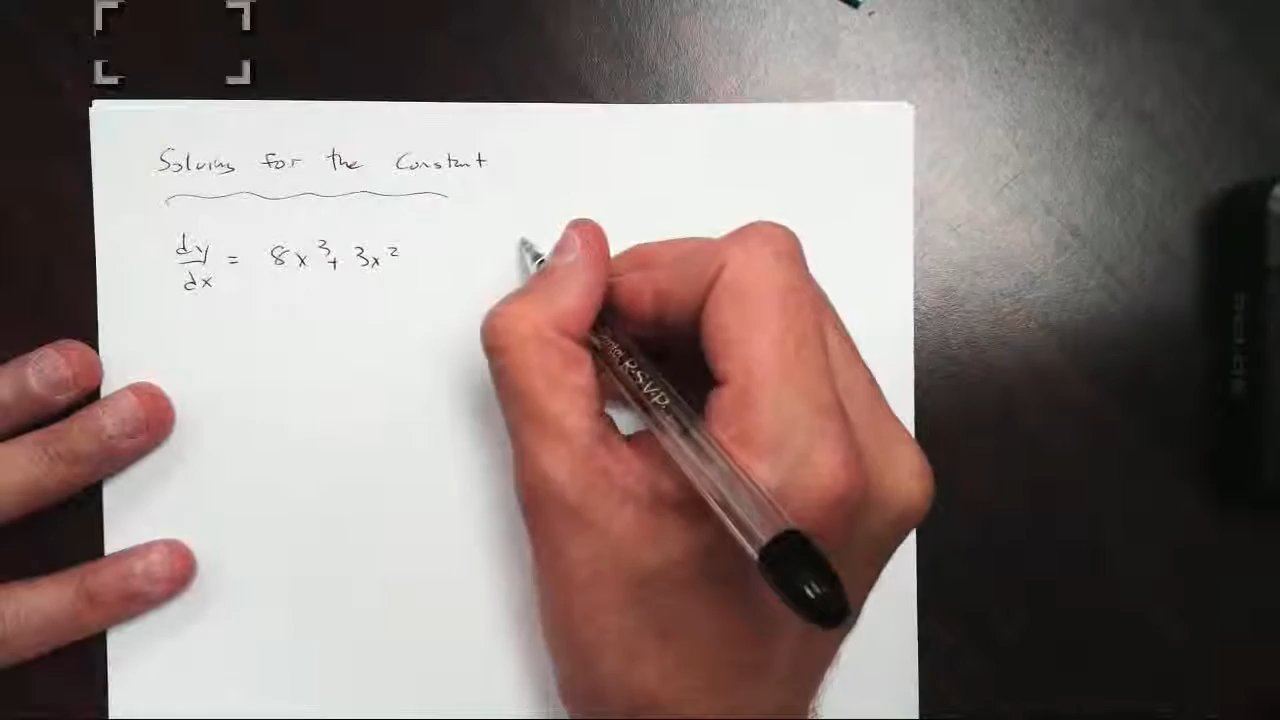 Solving for the Constant
dy/dx = 8x³ + 3x²
R.S.V.P.